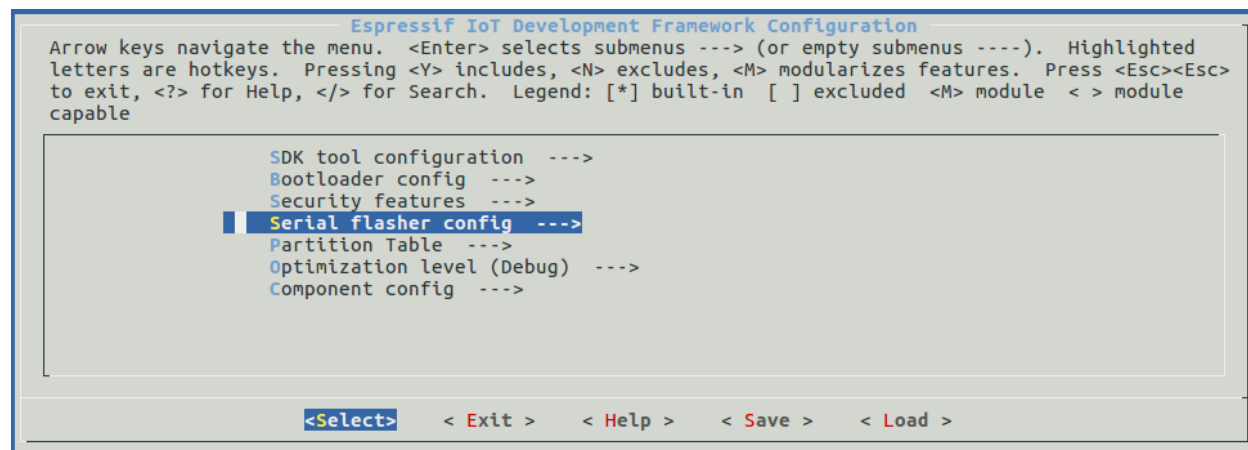 Espressif IoT Development Framework Configuration
Arrow keys navigate the menu.  <Enter> selects submenus ---> (or empty submenus ----).  Highlighted
letters are hotkeys.  Pressing <Y> includes, <N> excludes, <M> modularizes features.  Press <Esc><Esc>
to exit, <?> for Help, </> for Search.  Legend: [*] built-in  [ ] excluded  <M> module  < > module
capable
SDK tool configuration  --->
Bootloader config  --->
Security features  --->
Serial flasher config  --->
Partition Table  --->
Optimization level (Debug)  --->
Component config  --->
<Select>    < Exit >    < Help >    < Save >    < Load >